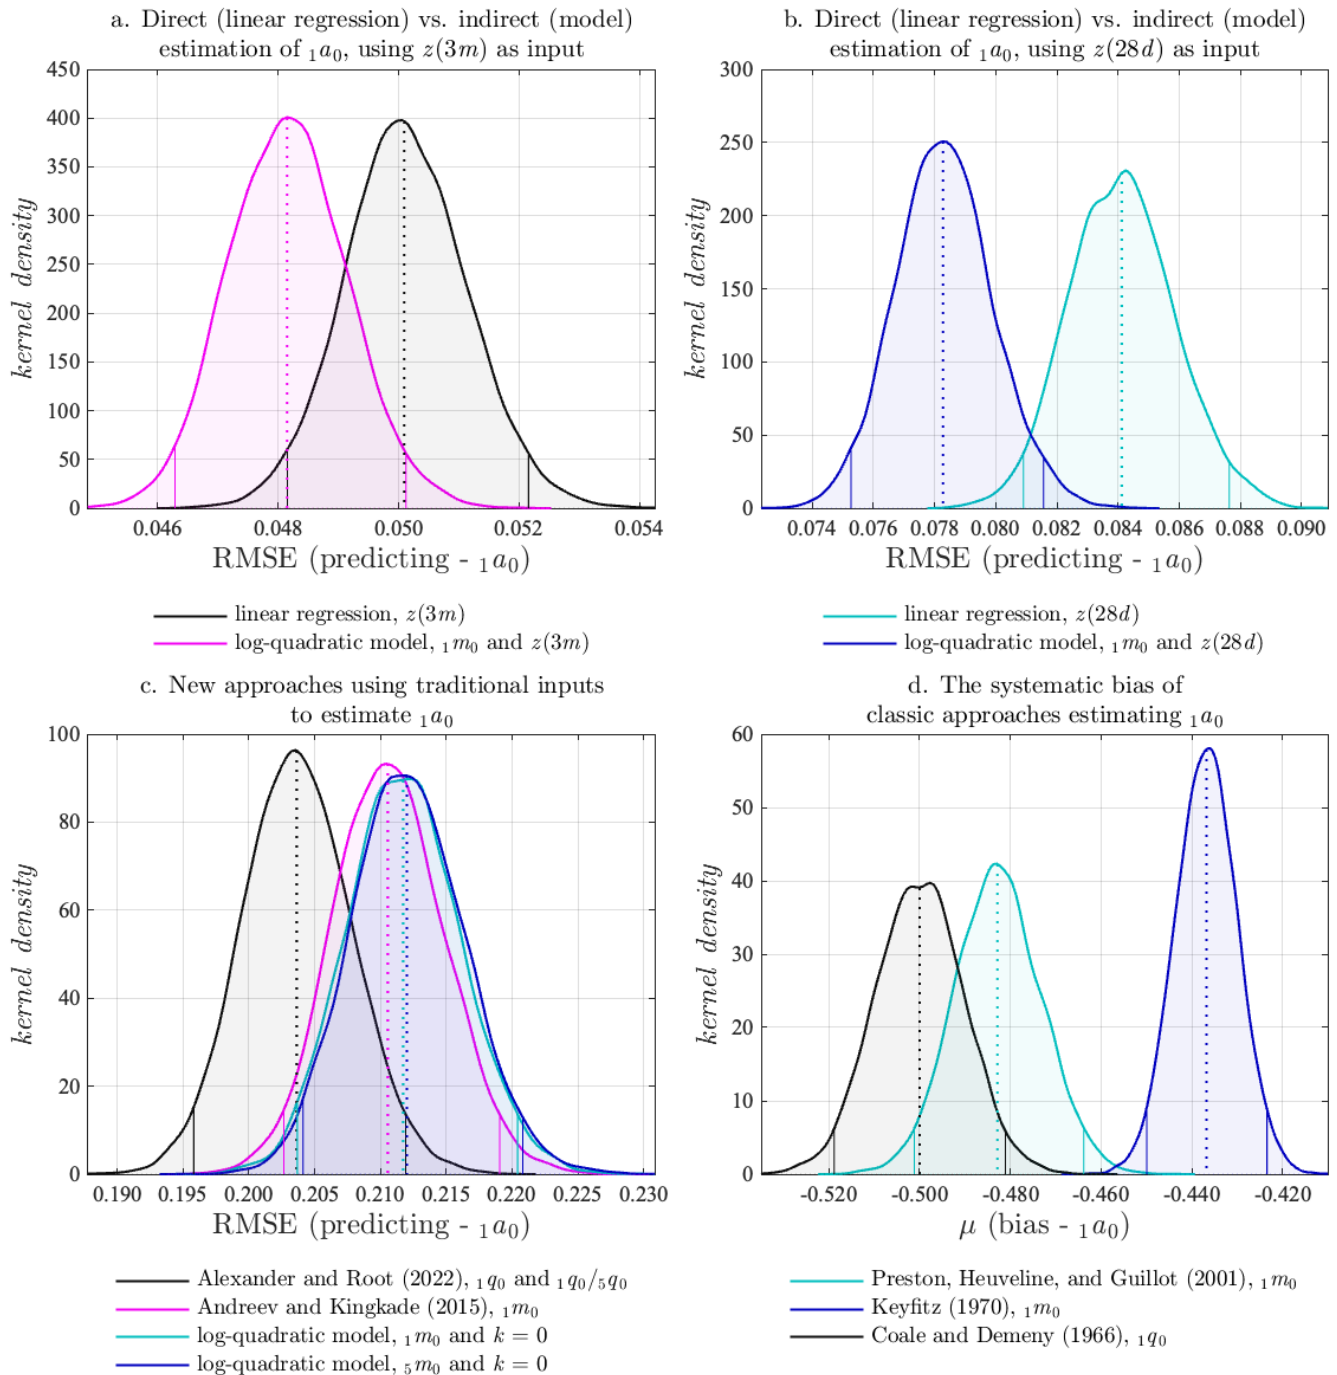 a. Direct (linear regression) vs. indirect (model)
estimation of ₁a₀, using z(3m) as input
450
400
350
300
250
200
150
100
50
0
kernel density
0.046 0.048 0.050 0.052 0.054
RMSE (predicting - ₁a₀)
linear regression, z(3m)
log-quadratic model, ₁m₀ and z(3m)
b. Direct (linear regression) vs. indirect (model)
estimation of ₁a₀, using z(28d) as input
300
250
200
150
100
50
0
kernel density
0.074 0.076 0.078 0.080 0.082 0.084 0.086 0.088 0.090
RMSE (predicting - ₁a₀)
linear regression, z(28d)
log-quadratic model, ₁m₀ and z(28d)
c. New approaches using traditional inputs
to estimate ₁a₀
100
80
60
40
20
0
kernel density
0.190 0.195 0.200 0.205 0.210 0.215 0.220 0.225 0.230
RMSE (predicting - ₁a₀)
Alexander and Root (2022), ₁q₀ and ₁q₀/₅q₀
Andreev and Kingkade (2015), ₁m₀
log-quadratic model, ₁m₀ and k = 0
log-quadratic model, ₅m₀ and k = 0
d. The systematic bias of
classic approaches estimating ₁a₀
60
50
40
30
20
10
0
kernel density
-0.520 -0.500 -0.480 -0.460 -0.440 -0.420
μ (bias - ₁a₀)
Preston, Heuveline, and Guillot (2001), ₁m₀
Keyfitz (1970), ₁m₀
Coale and Demeny (1966), ₁q₀